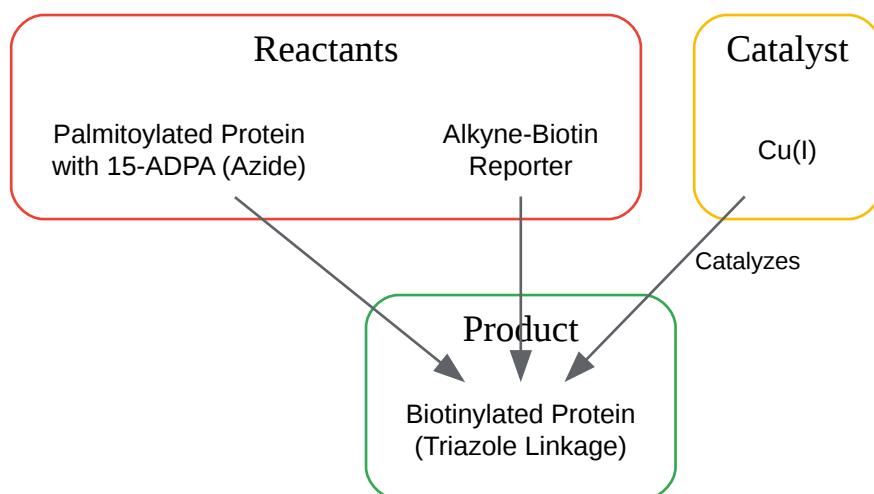 Reactants
Catalyst
Palmitoylated Protein
with 15-ADPA (Azide)
Alkyne-Biotin
Reporter
Cu(I)
Catalyzes
Product
Biotinylated Protein
(Triazole Linkage)